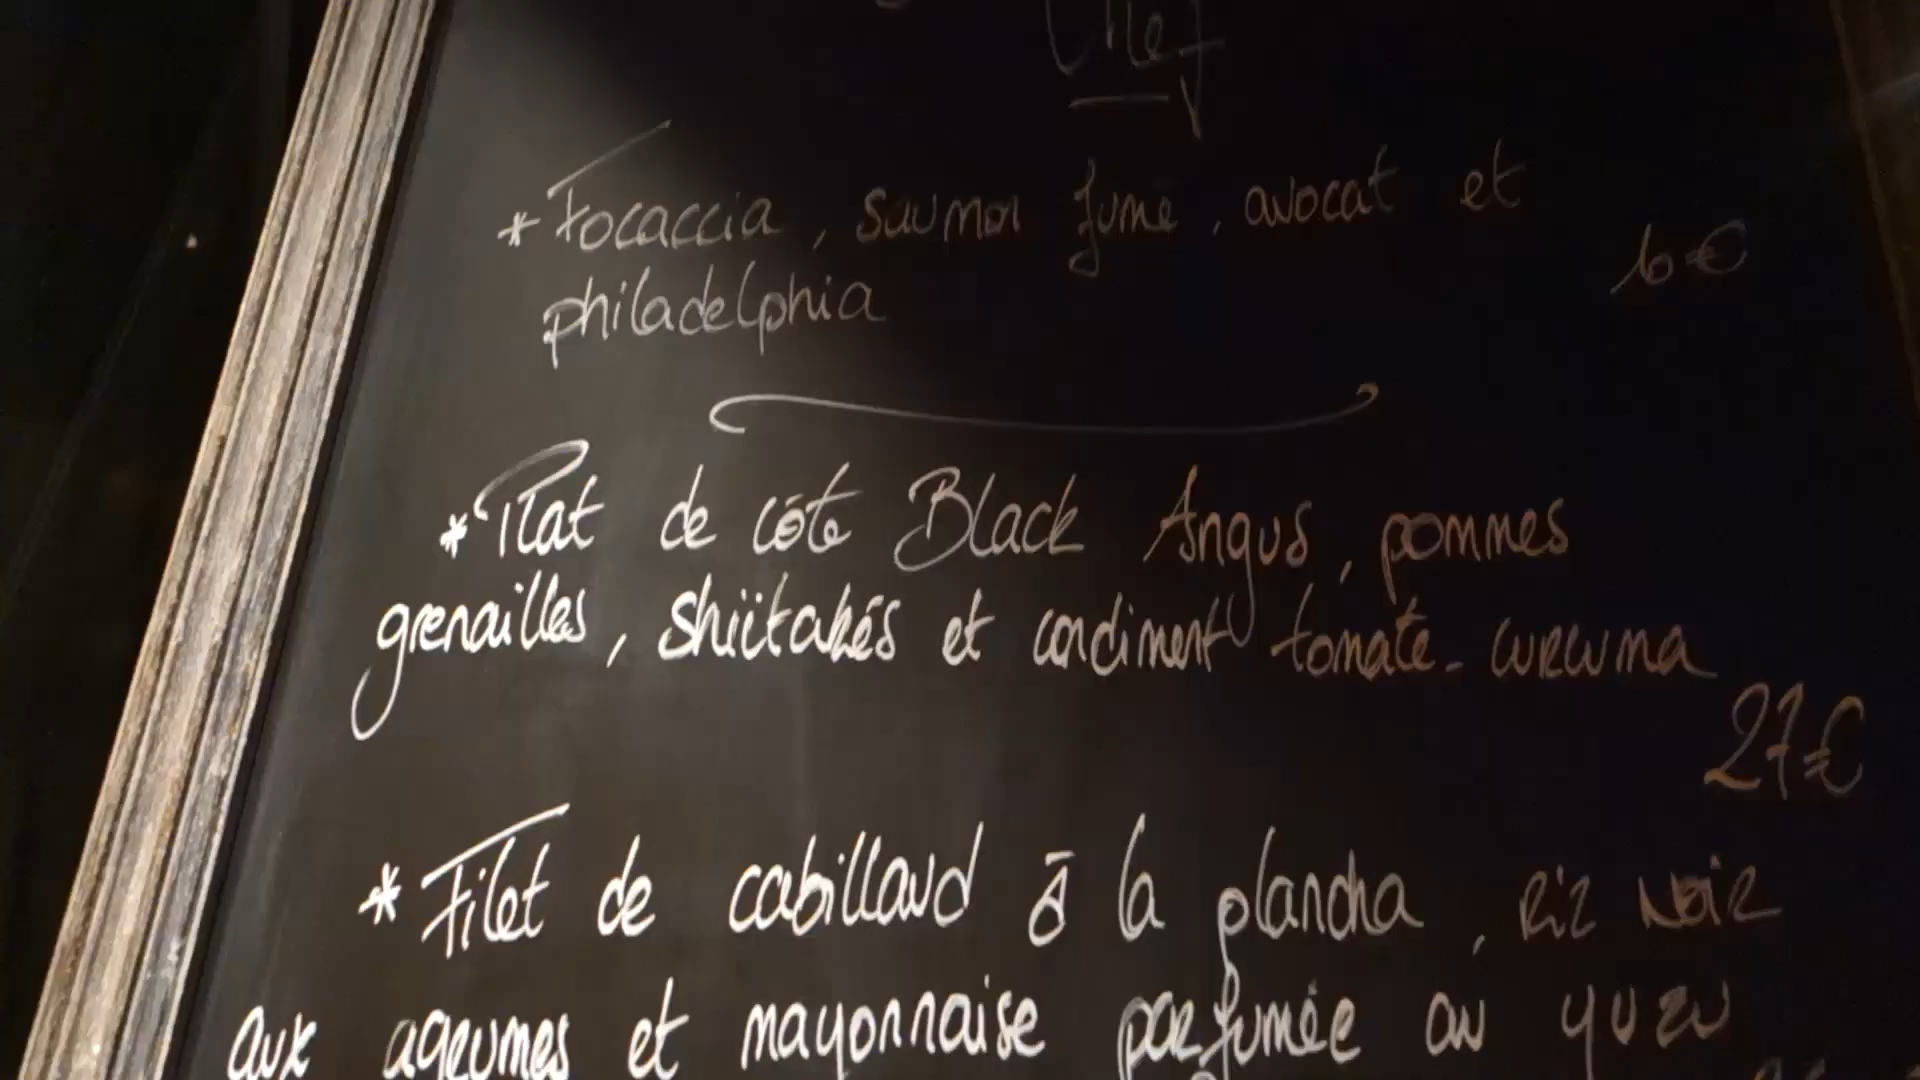 Chef
* Focaccia, saumon fumé, avocat et
philadelphia
* Plat de côte Black Angus, pommes
grenailles, shiitakés et condiment tomate-curcuma
27€
* Filet de cabillaud à la plancha, riz noir
aux agrumes et mayonnaise parfumée au yuzu